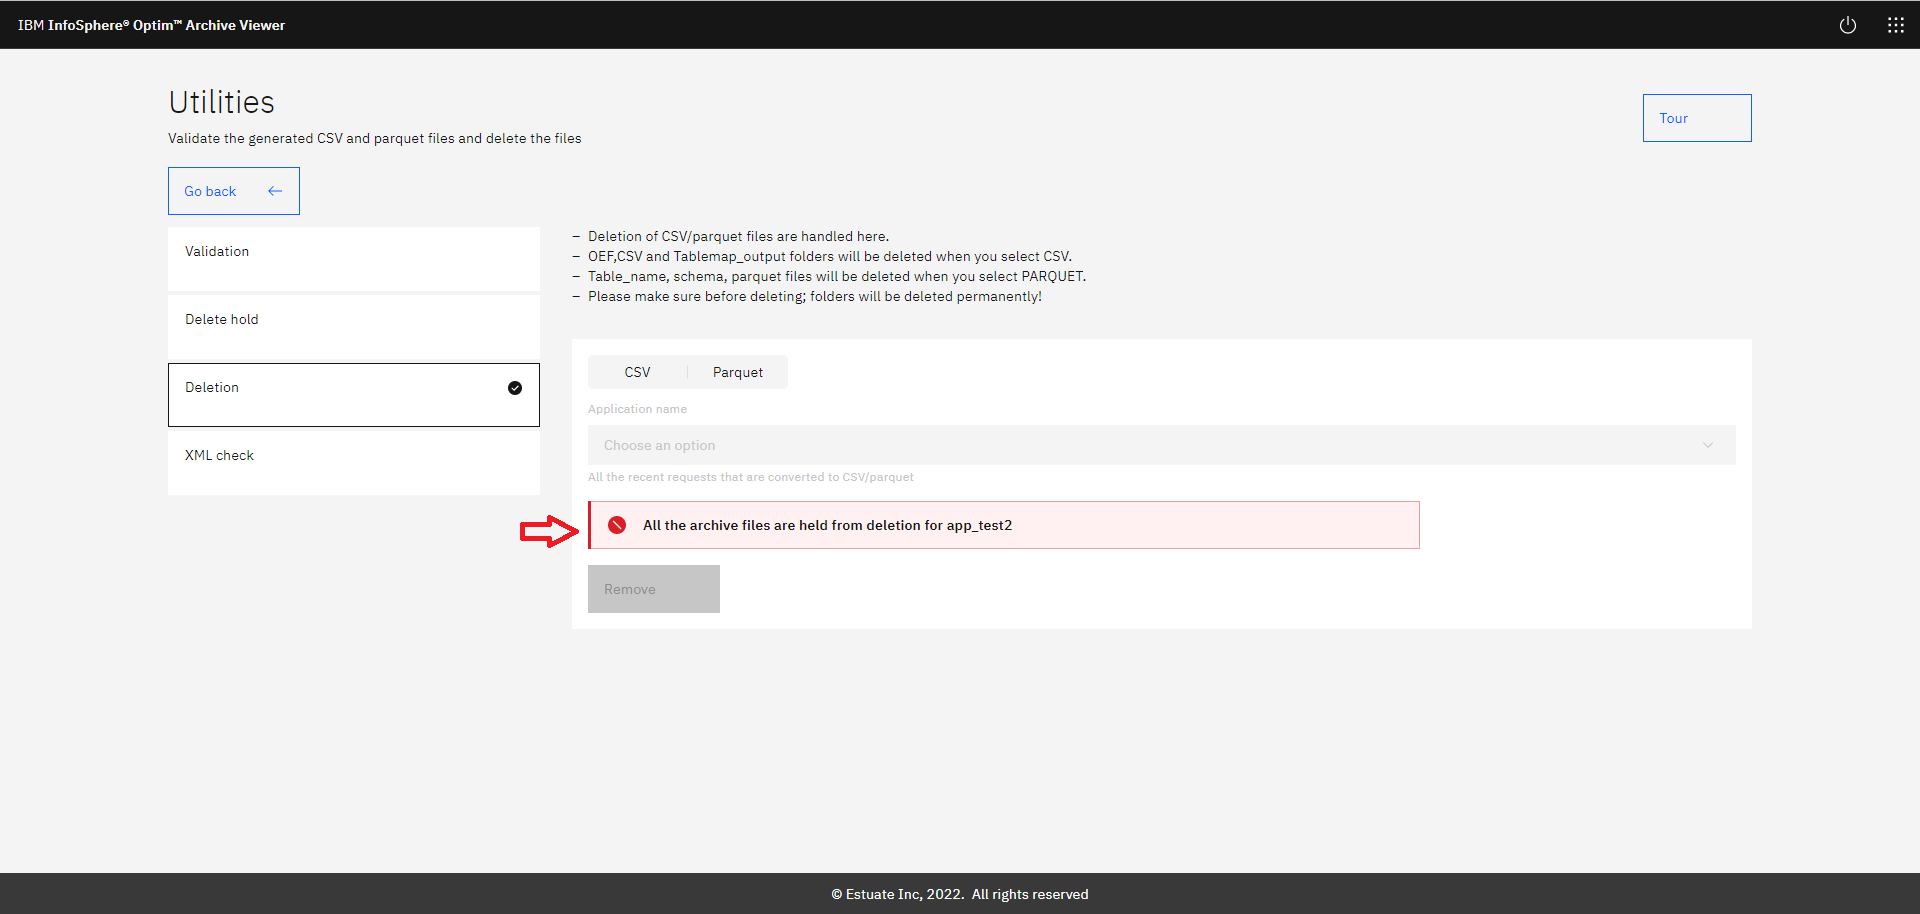 IBM InfoSphere® Optim™ Archive Viewer
Utilities
Validate the generated CSV and parquet files and delete the files
Tour
Go back
Validation
Delete hold
Deletion
XML check
– Deletion of CSV/parquet files are handled here.
– OEF,CSV and Tablemap_output folders will be deleted when you select CSV.
– Table_name, schema, parquet files will be deleted when you select PARQUET.
– Please make sure before deleting; folders will be deleted permanently!
CSV Parquet
Application name
Choose an option
All the recent requests that are converted to CSV/parquet
All the archive files are held from deletion for app_test2
Remove
© Estuate Inc, 2022. All rights reserved